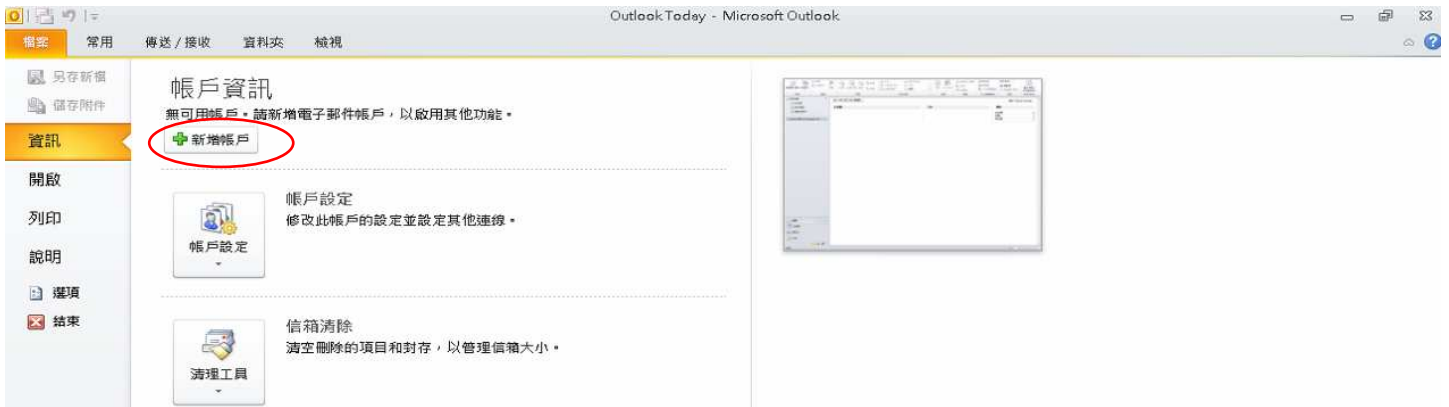 Outlook Today - Microsoft Outlook
檔案 常用 傳送 / 接收 資料夾 檢視
另存新檔
儲存附件
資訊
開啟
列印
說明
選項
結束
帳戶資訊
無可用帳戶。請新增電子郵件帳戶，以啟用其他功能。
新增帳戶
帳戶設定
帳戶設定
修改此帳戶的設定並設定其他連線。
清理工具
信箱清除
清空刪除的項目和封存，以管理信箱大小。